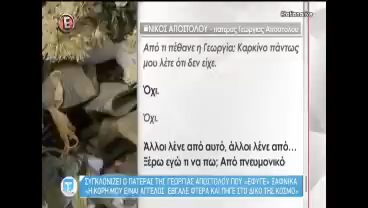 E
ΝΙΚΟΣ ΑΠΟΣΤΟΛΟΥ - πατέρας Γεωργίας Αποστόλου
Από τι πέθανε η Γεωργία; Καρκίνο πάντως
μου λέτε ότι δεν είχε.
Όχι.
Όχι.
Άλλοι λένε από αυτό, άλλοι λένε από...
Ξέρω εγώ τι να πω; Από πνευμονικό
ΣΥΓΚΛΟΝΙΖΕΙ Ο ΠΑΤΕΡΑΣ ΤΗΣ ΓΕΩΡΓΙΑΣ ΑΠΟΣΤΟΛΟΥ ΠΟΥ «ΕΦΥΓΕ» ΞΑΦΝΙΚΑ
«Η ΚΟΡΗ ΜΟΥ ΕΙΝΑΙ ΑΓΓΕΛΟΣ ΕΒΓΑΛΕ ΦΤΕΡΑ ΚΑΙ ΠΗΓΕ ΣΤΟ ΔΙΚΟ ΤΗΣ ΚΟΣΜΟ»